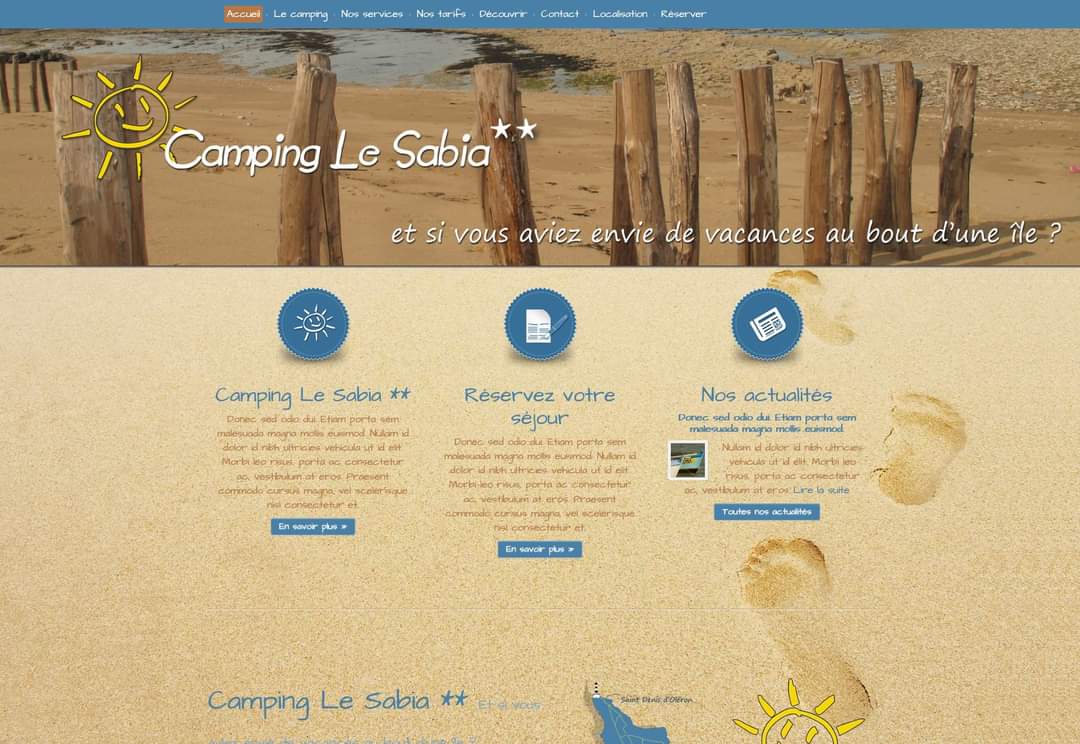 Accueil · Le camping · Nos services · Nos tarifs · Découvrir · Contact · Localisation · Réserver
Camping Le Sabia**
et si vous aviez envie de vacances au bout d'une île ?
Camping Le Sabia **
Donec sed odio dui. Etiam porta sem
malesuada magna mollis euismod. Nullam id
dolor id nibh ultricies vehicula ut id elit.
Morbi leo risus, porta ac consectetur
ac, vestibulum at eros. Praesent
commodo cursus magna, vel scelerisque
nisl consectetur et.
En savoir plus »
Réservez votre
séjour
Donec sed odio dui. Etiam porta sem
malesuada magna mollis euismod. Nullam id
dolor id nibh ultricies vehicula ut id elit.
Morbi leo risus, porta ac consectetur
ac, vestibulum at eros. Praesent
commodo cursus magna, vel scelerisque
nisl consectetur et.
En savoir plus »
Nos actualités
Donec sed odio dui. Etiam porta sem
malesuada magna mollis euismod.
Nullam id dolor id nibh ultricies
vehicula ut id elit. Morbi leo
risus, porta ac consectetur
ac, vestibulum at eros. Lire la suite
Toutes nos actualités
Camping Le Sabia ** Et si vous
Saint Denis d'Oléron